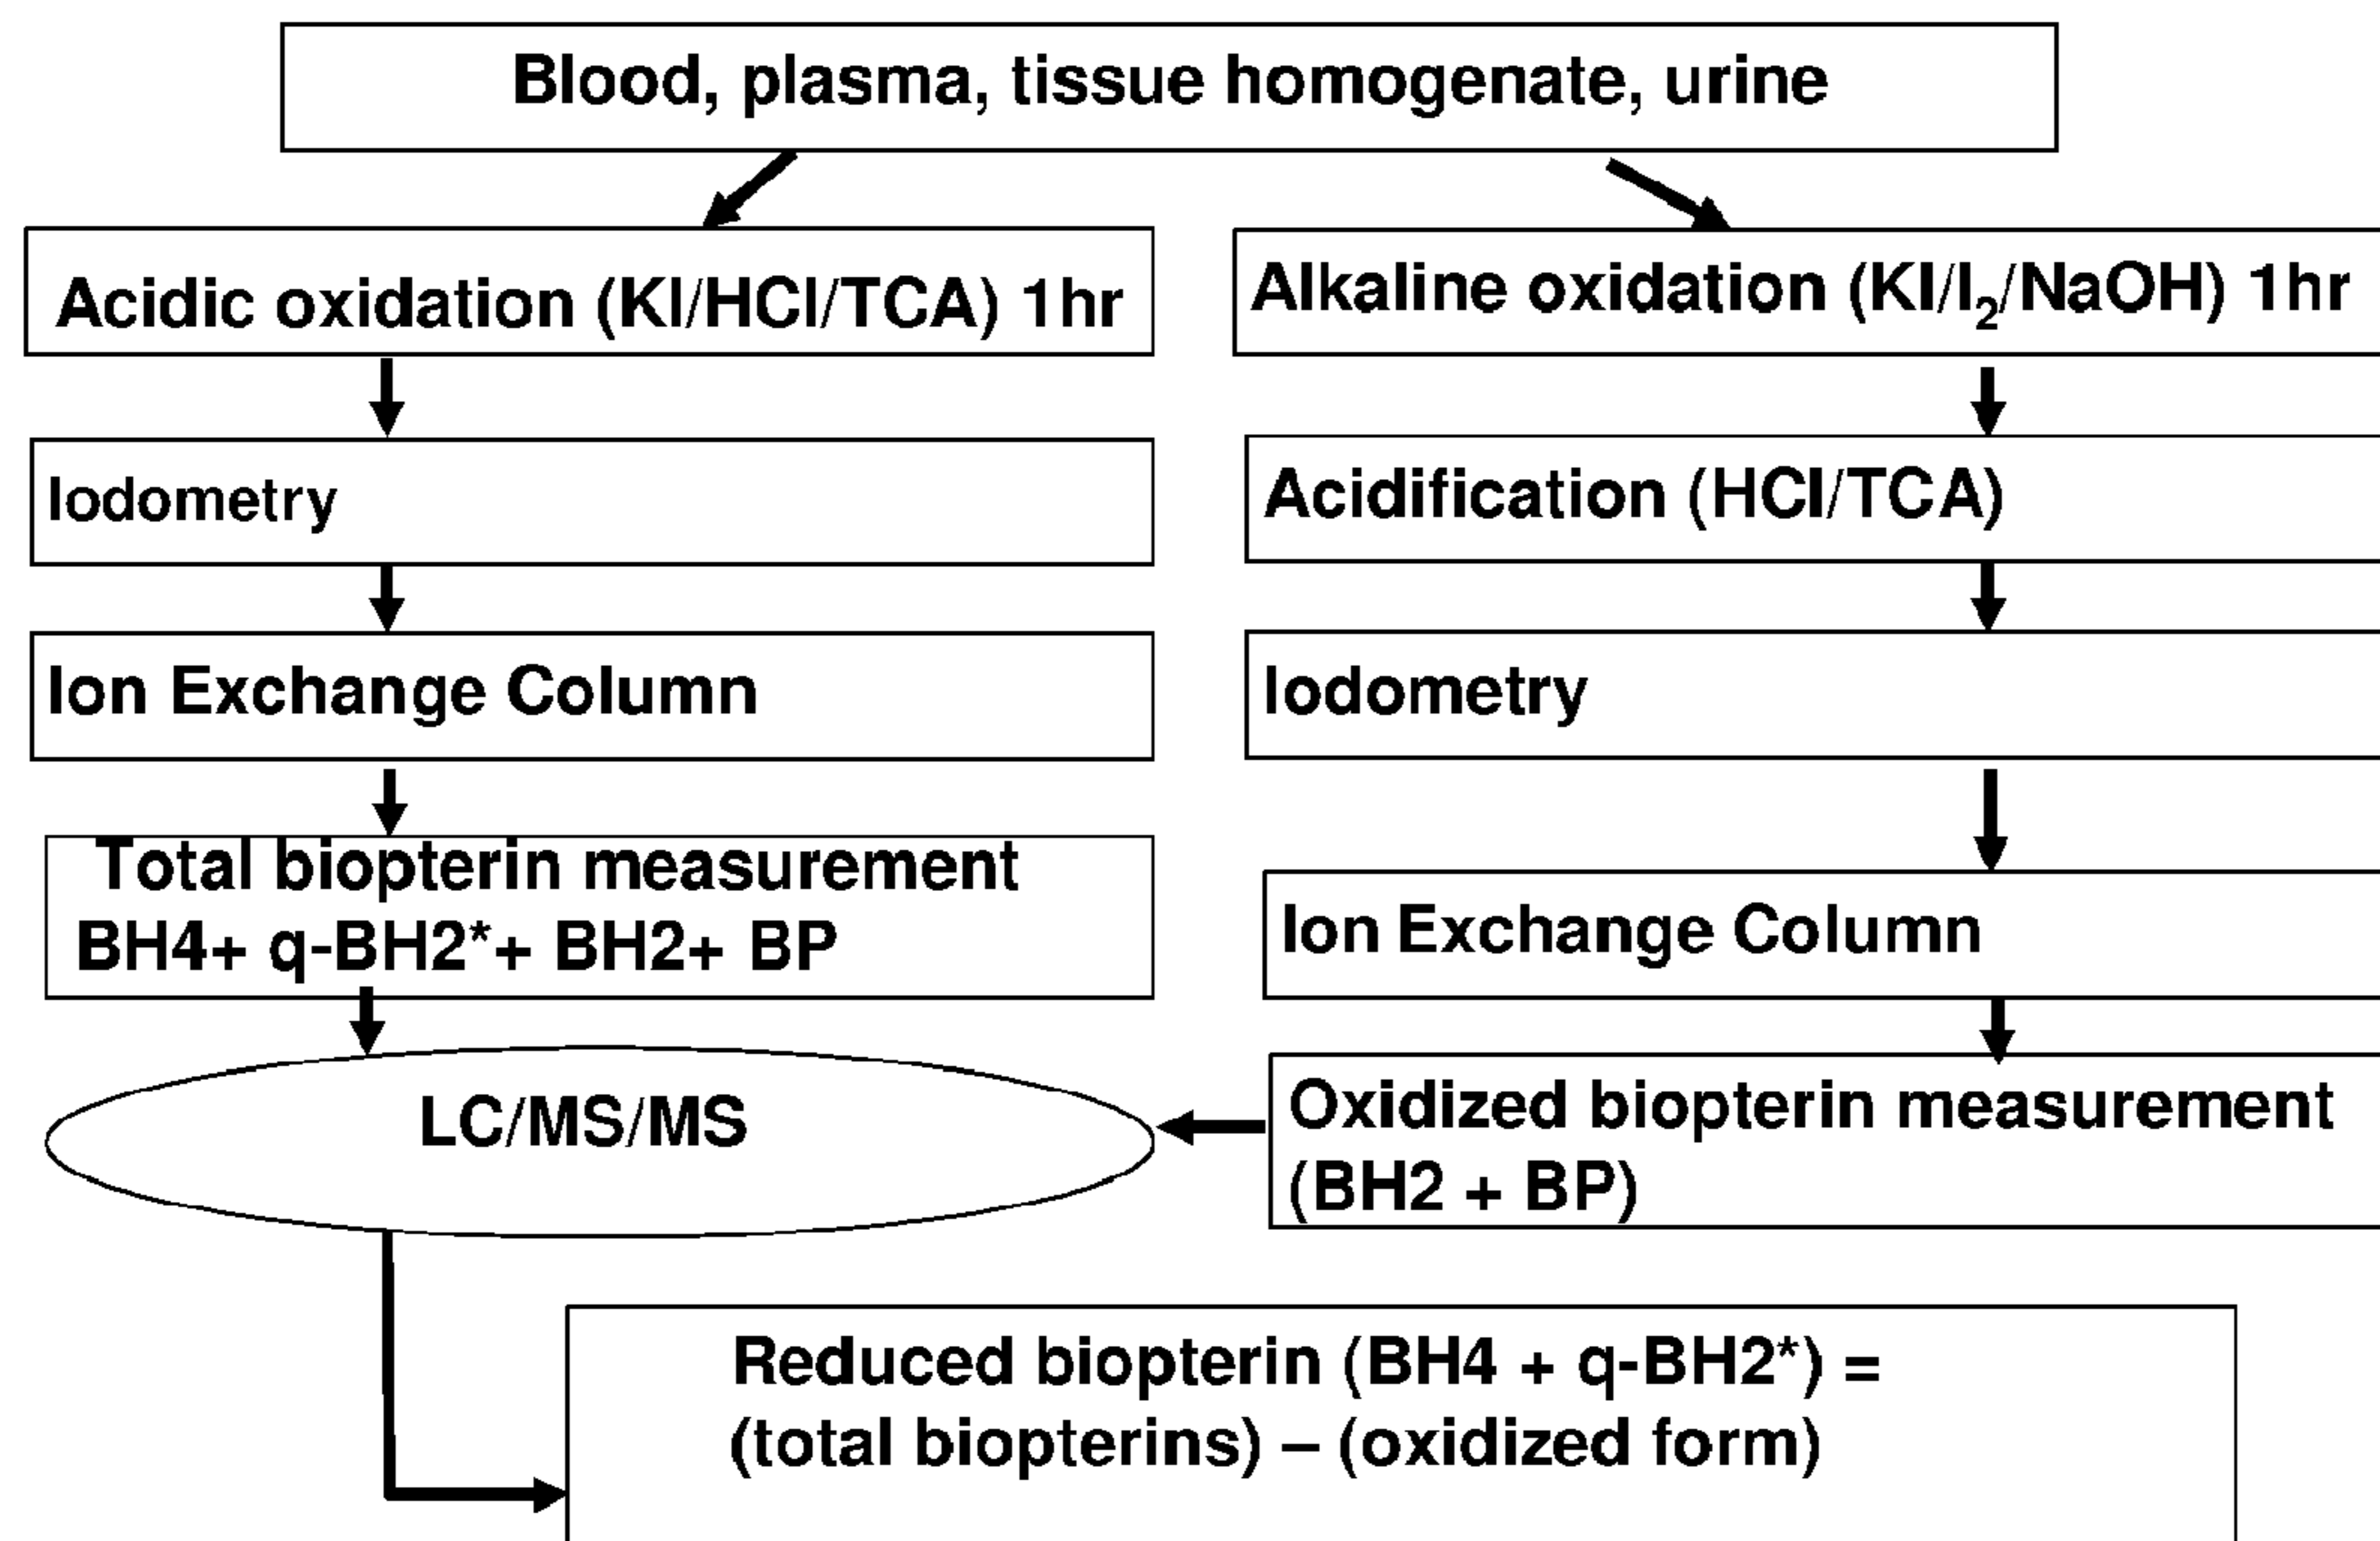 Blood, plasma, tissue homogenate, urine
Acidic oxidation (KI/HCl/TCA) 1hr
Alkaline oxidation (KI/I₂/NaOH) 1hr
Iodometry
Acidification (HCl/TCA)
Ion Exchange Column
Iodometry
Total biopterin measurement
BH4+ q-BH2*+ BH2+ BP
Ion Exchange Column
LC/MS/MS
Oxidized biopterin measurement
(BH2 + BP)
Reduced biopterin (BH4 + q-BH2*) =
(total biopterins) – (oxidized form)